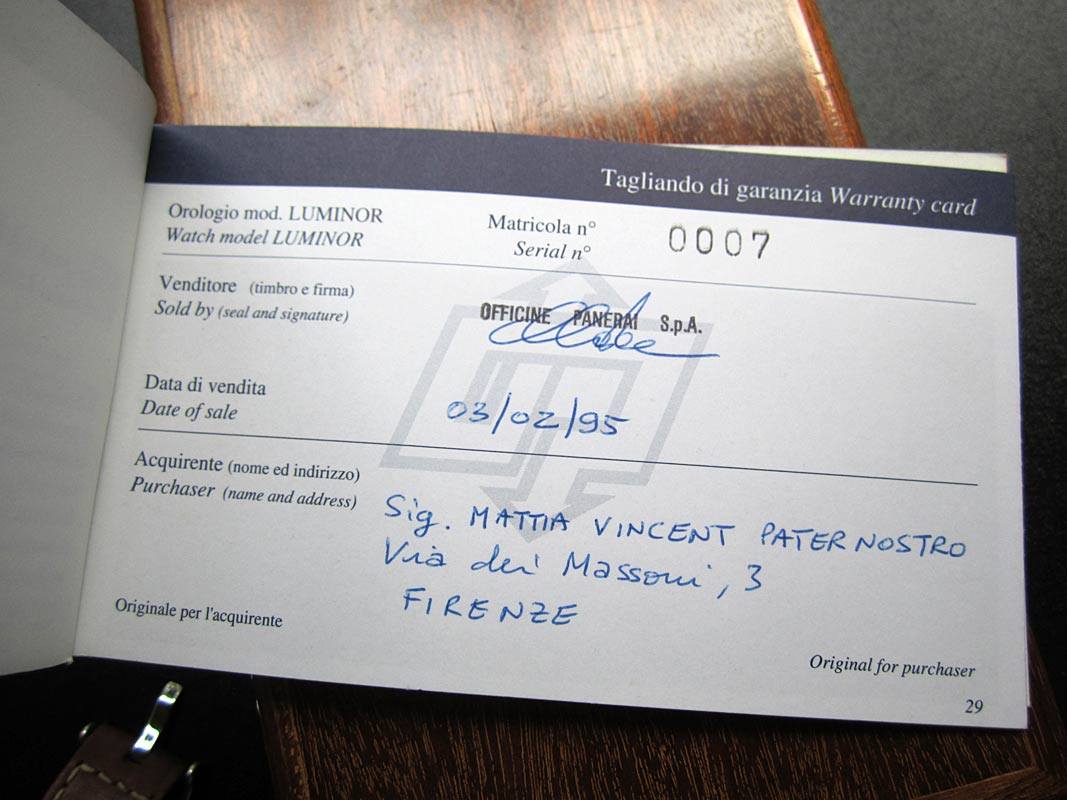 Tagliando di garanzia Warranty card
Orologio mod. LUMINOR
Watch model LUMINOR
Matricola n°
Serial n°
0007
Venditore (timbro e firma)
Sold by (seal and signature)
OFFICINE PANERAI S.p.A.
Data di vendita
Date of sale
03/02/95
Acquirente (nome ed indirizzo)
Purchaser (name and address)
Sig. MATTIA VINCENT PATERNOSTRO
Via dei Massoni, 3
FIRENZE
Originale per l'acquirente
Original for purchaser
29